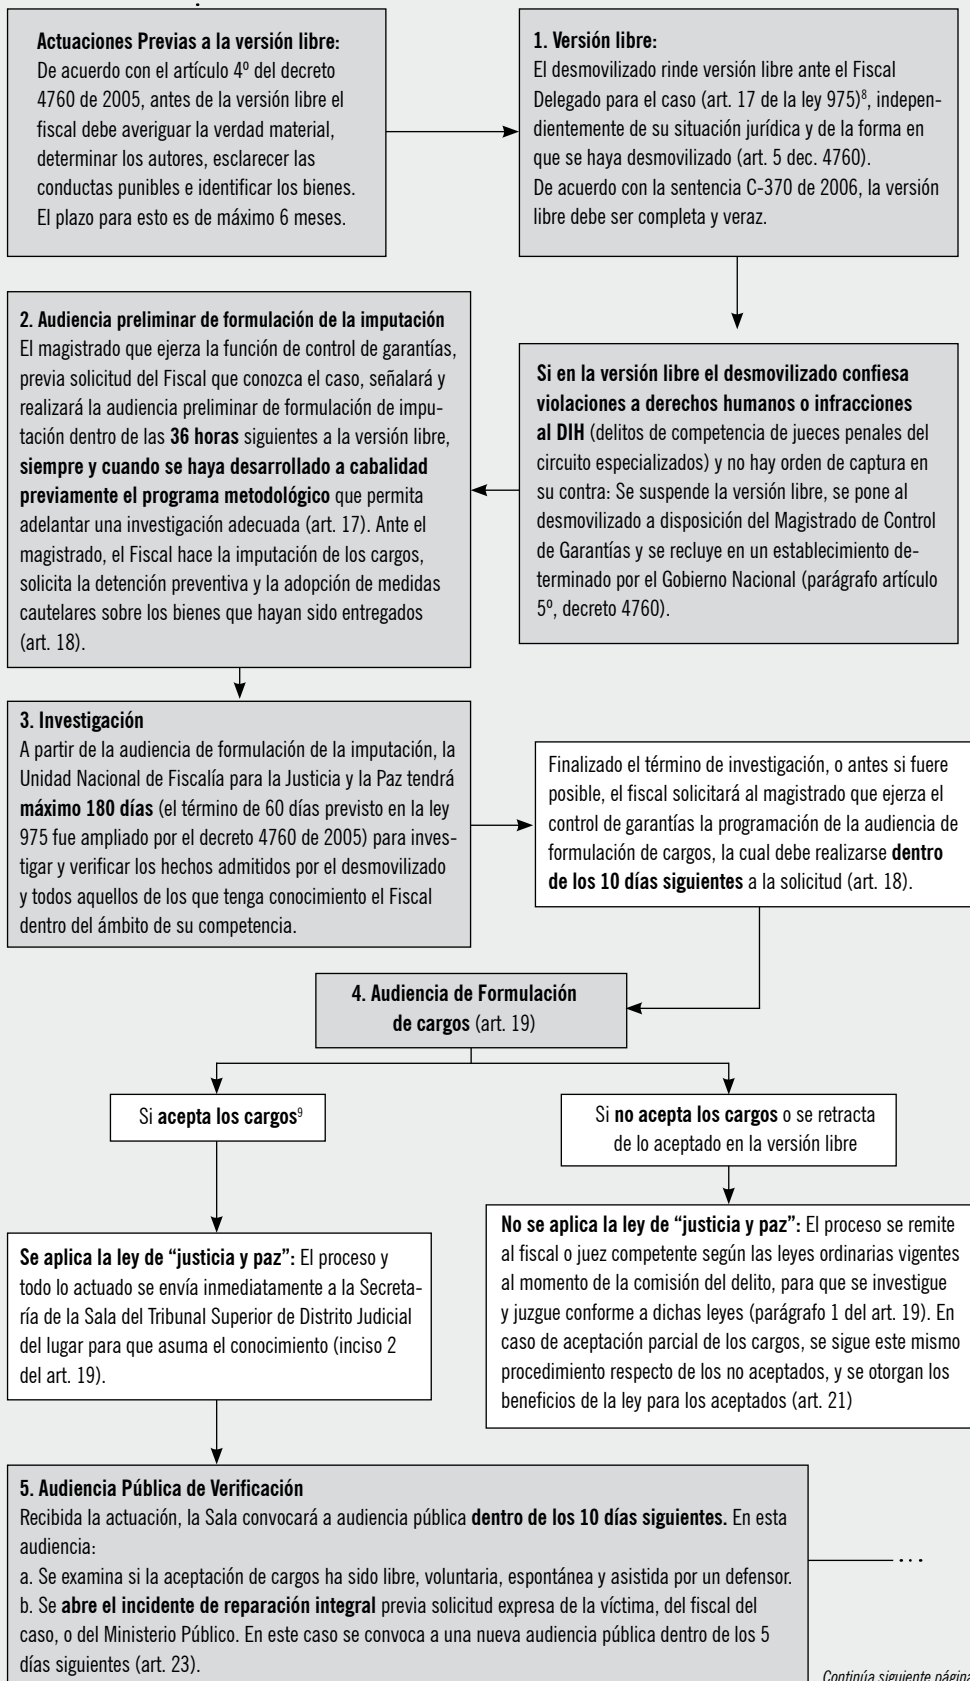 Actuaciones Previas a la versión libre:
De acuerdo con el artículo 4º del decreto
4760 de 2005, antes de la versión libre el
fiscal debe averiguar la verdad material,
determinar los autores, esclarecer las
conductas punibles e identificar los bienes.
El plazo para esto es de máximo 6 meses.
1. Versión libre:
El desmovilizado rinde versión libre ante el Fiscal
Delegado para el caso (art. 17 de la ley 975)⁸, indepen-
dientemente de su situación jurídica y de la forma en
que se haya desmovilizado (art. 5 dec. 4760).
De acuerdo con la sentencia C-370 de 2006, la versión
libre debe ser completa y veraz.
Si en la versión libre el desmovilizado confiesa
violaciones a derechos humanos o infracciones
al DIH (delitos de competencia de jueces penales del
circuito especializados) y no hay orden de captura en
su contra: Se suspende la versión libre, se pone al
desmovilizado a disposición del Magistrado de Control
de Garantías y se recluye en un establecimiento de-
terminado por el Gobierno Nacional (parágrafo artículo
5º, decreto 4760).
2. Audiencia preliminar de formulación de la imputación
El magistrado que ejerza la función de control de garantías,
previa solicitud del Fiscal que conozca el caso, señalará y
realizará la audiencia preliminar de formulación de impu-
tación dentro de las 36 horas siguientes a la versión libre,
siempre y cuando se haya desarrollado a cabalidad
previamente el programa metodológico que permita
adelantar una investigación adecuada (art. 17). Ante el
magistrado, el Fiscal hace la imputación de los cargos,
solicita la detención preventiva y la adopción de medidas
cautelares sobre los bienes que hayan sido entregados
(art. 18).
3. Investigación
A partir de la audiencia de formulación de la imputación, la
Unidad Nacional de Fiscalía para la Justicia y la Paz tendrá
máximo 180 días (el término de 60 días previsto en la ley
975 fue ampliado por el decreto 4760 de 2005) para inves-
tigar y verificar los hechos admitidos por el desmovilizado
y todos aquellos de los que tenga conocimiento el Fiscal
dentro del ámbito de su competencia.
Finalizado el término de investigación, o antes si fuere
posible, el fiscal solicitará al magistrado que ejerza el
control de garantías la programación de la audiencia de
formulación de cargos, la cual debe realizarse dentro
de los 10 días siguientes a la solicitud (art. 18).
4. Audiencia de Formulación
de cargos (art. 19)
Si acepta los cargos⁹
Si no acepta los cargos o se retracta
de lo aceptado en la versión libre
Se aplica la ley de “justicia y paz”: El proceso y
todo lo actuado se envía inmediatamente a la Secreta-
ría de la Sala del Tribunal Superior de Distrito Judicial
del lugar para que asuma el conocimiento (inciso 2
del art. 19).
No se aplica la ley de “justicia y paz”: El proceso se remite
al fiscal o juez competente según las leyes ordinarias vigentes
al momento de la comisión del delito, para que se investigue
y juzgue conforme a dichas leyes (parágrafo 1 del art. 19). En
caso de aceptación parcial de los cargos, se sigue este mismo
procedimiento respecto de los no aceptados, y se otorgan los
beneficios de la ley para los aceptados (art. 21)
5. Audiencia Pública de Verificación
Recibida la actuación, la Sala convocará a audiencia pública dentro de los 10 días siguientes. En esta
audiencia:
a. Se examina si la aceptación de cargos ha sido libre, voluntaria, espontánea y asistida por un defensor.
b. Se abre el incidente de reparación integral previa solicitud expresa de la víctima, del fiscal del
caso, o del Ministerio Público. En este caso se convoca a una nueva audiencia pública dentro de los 5
días siguientes (art. 23).
...
Continúa siguiente página